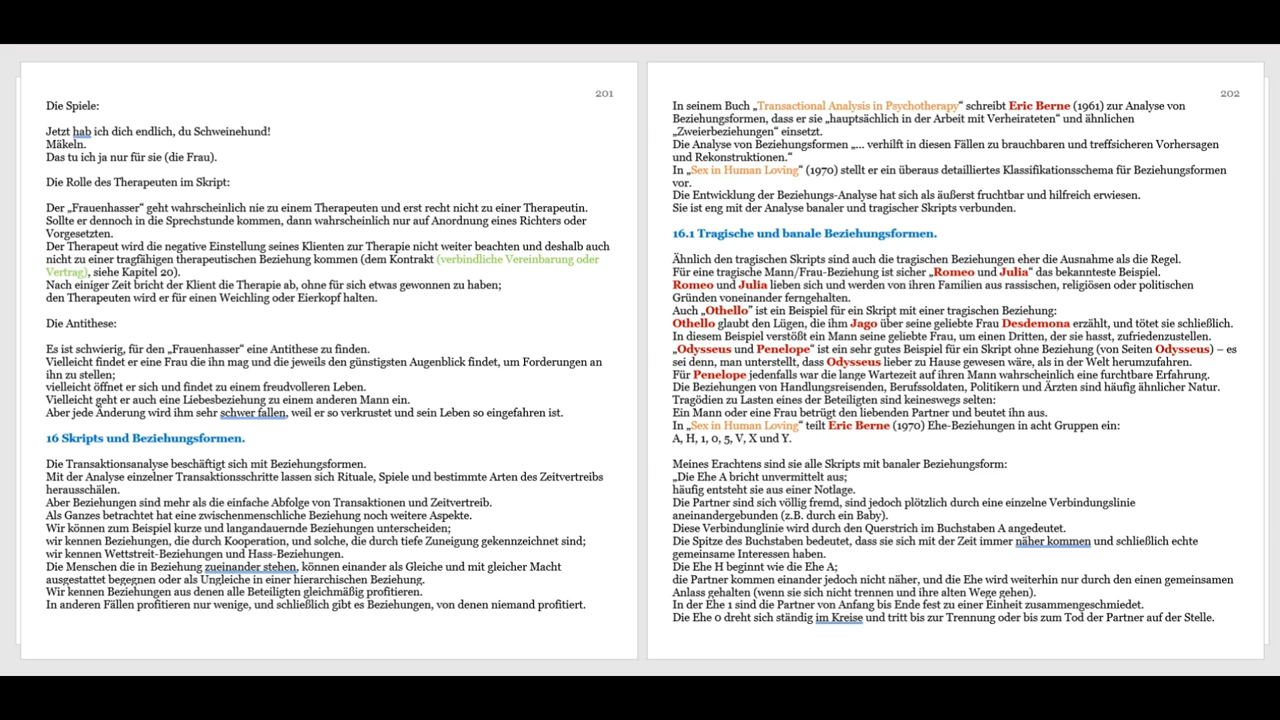 201
Die Spiele:
Jetzt hab ich dich endlich, du Schweinehund!
Mäkeln.
Das tu ich ja nur für sie (die Frau).
Die Rolle des Therapeuten im Skript:
Der „Frauenhasser“ geht wahrscheinlich nie zu einem Therapeuten und erst recht nicht zu einer Therapeutin.
Sollte er dennoch in die Sprechstunde kommen, dann wahrscheinlich nur auf Anordnung eines Richters oder
Vorgesetzten.
Der Therapeut wird die negative Einstellung seines Klienten zur Therapie nicht weiter beachten und deshalb auch
nicht zu einer tragfähigen therapeutischen Beziehung kommen (dem Kontrakt (verbindliche Vereinbarung oder
Vertrag), siehe Kapitel 20).
Nach einiger Zeit bricht der Klient die Therapie ab, ohne für sich etwas gewonnen zu haben;
den Therapeuten wird er für einen Weichling oder Eierkopf halten.
Die Antithese:
Es ist schwierig, für den „Frauenhasser“ eine Antithese zu finden.
Vielleicht findet er eine Frau die ihn mag und die jeweils den günstigsten Augenblick findet, um Forderungen an
ihn zu stellen;
vielleicht öffnet er sich und findet zu einem freudvolleren Leben.
Vielleicht geht er auch eine Liebesbeziehung zu einem anderen Mann ein.
Aber jede Änderung wird ihm sehr schwer fallen, weil er so verkrustet und sein Leben so eingefahren ist.
16 Skripts und Beziehungsformen.
Die Transaktionsanalyse beschäftigt sich mit Beziehungsformen.
Mit der Analyse einzelner Transaktionsschritte lassen sich Rituale, Spiele und bestimmte Arten des Zeitvertreibs
herausschälen.
Aber Beziehungen sind mehr als die einfache Abfolge von Transaktionen und Zeitvertreib.
Als Ganzes betrachtet hat eine zwischenmenschliche Beziehung noch weitere Aspekte.
Wir können zum Beispiel kurze und langandauernde Beziehungen unterscheiden;
wir kennen Beziehungen, die durch Kooperation, und solche, die durch tiefe Zuneigung gekennzeichnet sind;
wir kennen Wettstreit-Beziehungen und Hass-Beziehungen.
Die Menschen die in Beziehung zueinander stehen, können einander als Gleiche und mit gleicher Macht
ausgestattet begegnen oder als Ungleiche in einer hierarchischen Beziehung.
Wir kennen Beziehungen aus denen alle Beteiligten gleichmäßig profitieren.
In anderen Fällen profitieren nur wenige, und schließlich gibt es Beziehungen, von denen niemand profitiert.
202
In seinem Buch „Transactional Analysis in Psychotherapy“ schreibt Eric Berne (1961) zur Analyse von
Beziehungsformen, dass er sie „hauptsächlich in der Arbeit mit Verheirateten“ und ähnlichen
„Zweierbeziehungen“ einsetzt.
Die Analyse von Beziehungsformen „... verhilft in diesen Fällen zu brauchbaren und treffsicheren Vorhersagen
und Rekonstruktionen.“
In „Sex in Human Loving“ (1970) stellt er ein überaus detailliertes Klassifikationsschema für Beziehungsformen
vor.
Die Entwicklung der Beziehungs-Analyse hat sich als äußerst fruchtbar und hilfreich erwiesen.
Sie ist eng mit der Analyse banaler und tragischer Skripts verbunden.
16.1 Tragische und banale Beziehungsformen.
Ähnlich den tragischen Skripts sind auch die tragischen Beziehungen eher die Ausnahme als die Regel.
Für eine tragische Mann/Frau-Beziehung ist sicher „Romeo und Julia“ das bekannteste Beispiel.
Romeo und Julia lieben sich und werden von ihren Familien aus rassischen, religiösen oder politischen
Gründen voneinander ferngehalten.
Auch „Othello“ ist ein Beispiel für ein Skript mit einer tragischen Beziehung:
Othello glaubt den Lügen, die ihm Jago über seine geliebte Frau Desdemona erzählt, und tötet sie schließlich.
In diesem Beispiel verstößt ein Mann seine geliebte Frau, um einen Dritten, der sie hasst, zufriedenzustellen.
„Odysseus und Penelope“ ist ein sehr gutes Beispiel für ein Skript ohne Beziehung (von Seiten Odysseus) – es
sei denn, man unterstellt, dass Odysseus lieber zu Hause gewesen wäre, als in der Welt herumzufahren.
Für Penelope jedenfalls war die lange Wartezeit auf ihren Mann wahrscheinlich eine furchtbare Erfahrung.
Die Beziehungen von Handlungsreisenden, Berufssoldaten, Politikern und Ärzten sind häufig ähnlicher Natur.
Tragödien zu Lasten eines der Beteiligten sind keineswegs selten:
Ein Mann oder eine Frau betrügt den liebenden Partner und beutet ihn aus.
In „Sex in Human Loving“ teilt Eric Berne (1970) Ehe-Beziehungen in acht Gruppen ein:
A, H, 1, 0, 5, V, X und Y.
Meines Erachtens sind sie alle Skripts mit banaler Beziehungsform:
„Die Ehe A bricht unvermittelt aus;
häufig entsteht sie aus einer Notlage.
Die Partner sind sich völlig fremd, sind jedoch plötzlich durch eine einzelne Verbindungslinie
aneinandergebunden (z.B. durch ein Baby).
Diese Verbindunglinie wird durch den Querstrich im Buchstaben A angedeutet.
Die Spitze des Buchstaben bedeutet, dass sie sich mit der Zeit immer näher kommen und schließlich echte
gemeinsame Interessen haben.
Die Ehe H beginnt wie die Ehe A;
die Partner kommen einander jedoch nicht näher, und die Ehe wird weiterhin nur durch den einen gemeinsamen
Anlass gehalten (wenn sie sich nicht trennen und ihre alten Wege gehen).
In der Ehe 1 sind die Partner von Anfang bis Ende fest zu einer Einheit zusammengeschmiedet.
Die Ehe 0 dreht sich ständig im Kreise und tritt bis zur Trennung oder bis zum Tod der Partner auf der Stelle.